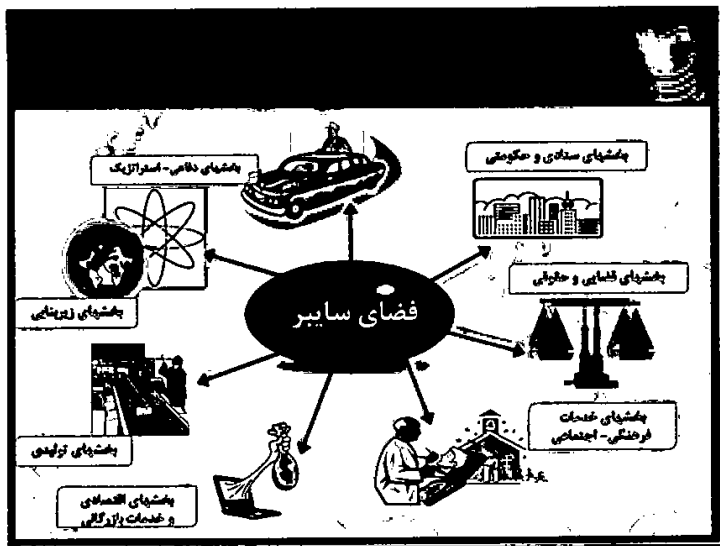 بخشهای ستادی و حکومتی
بخشهای دفاعی- استراتژیک
بخشهای قضایی و حقوقی
فضای سایبر
بخشهای زیربنایی
بخشهای خدمات
فرهنگی- اجتماعی
بخشهای تولیدی
بخشهای اقتصادی
و خدمات بازرگانی